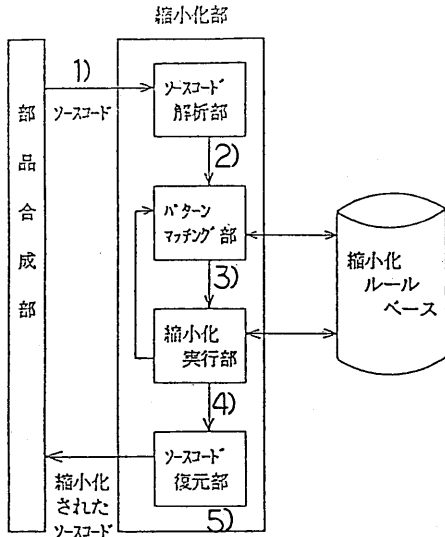 縮小化部
1)
ソースコード
部品合成部
ソースコード
解析部
2)
パターン
マッチング部
3)
縮小化
実行部
4)
ソースコード
復元部
5)
縮小化
ルール
ベース
縮小化
された
ソースコード